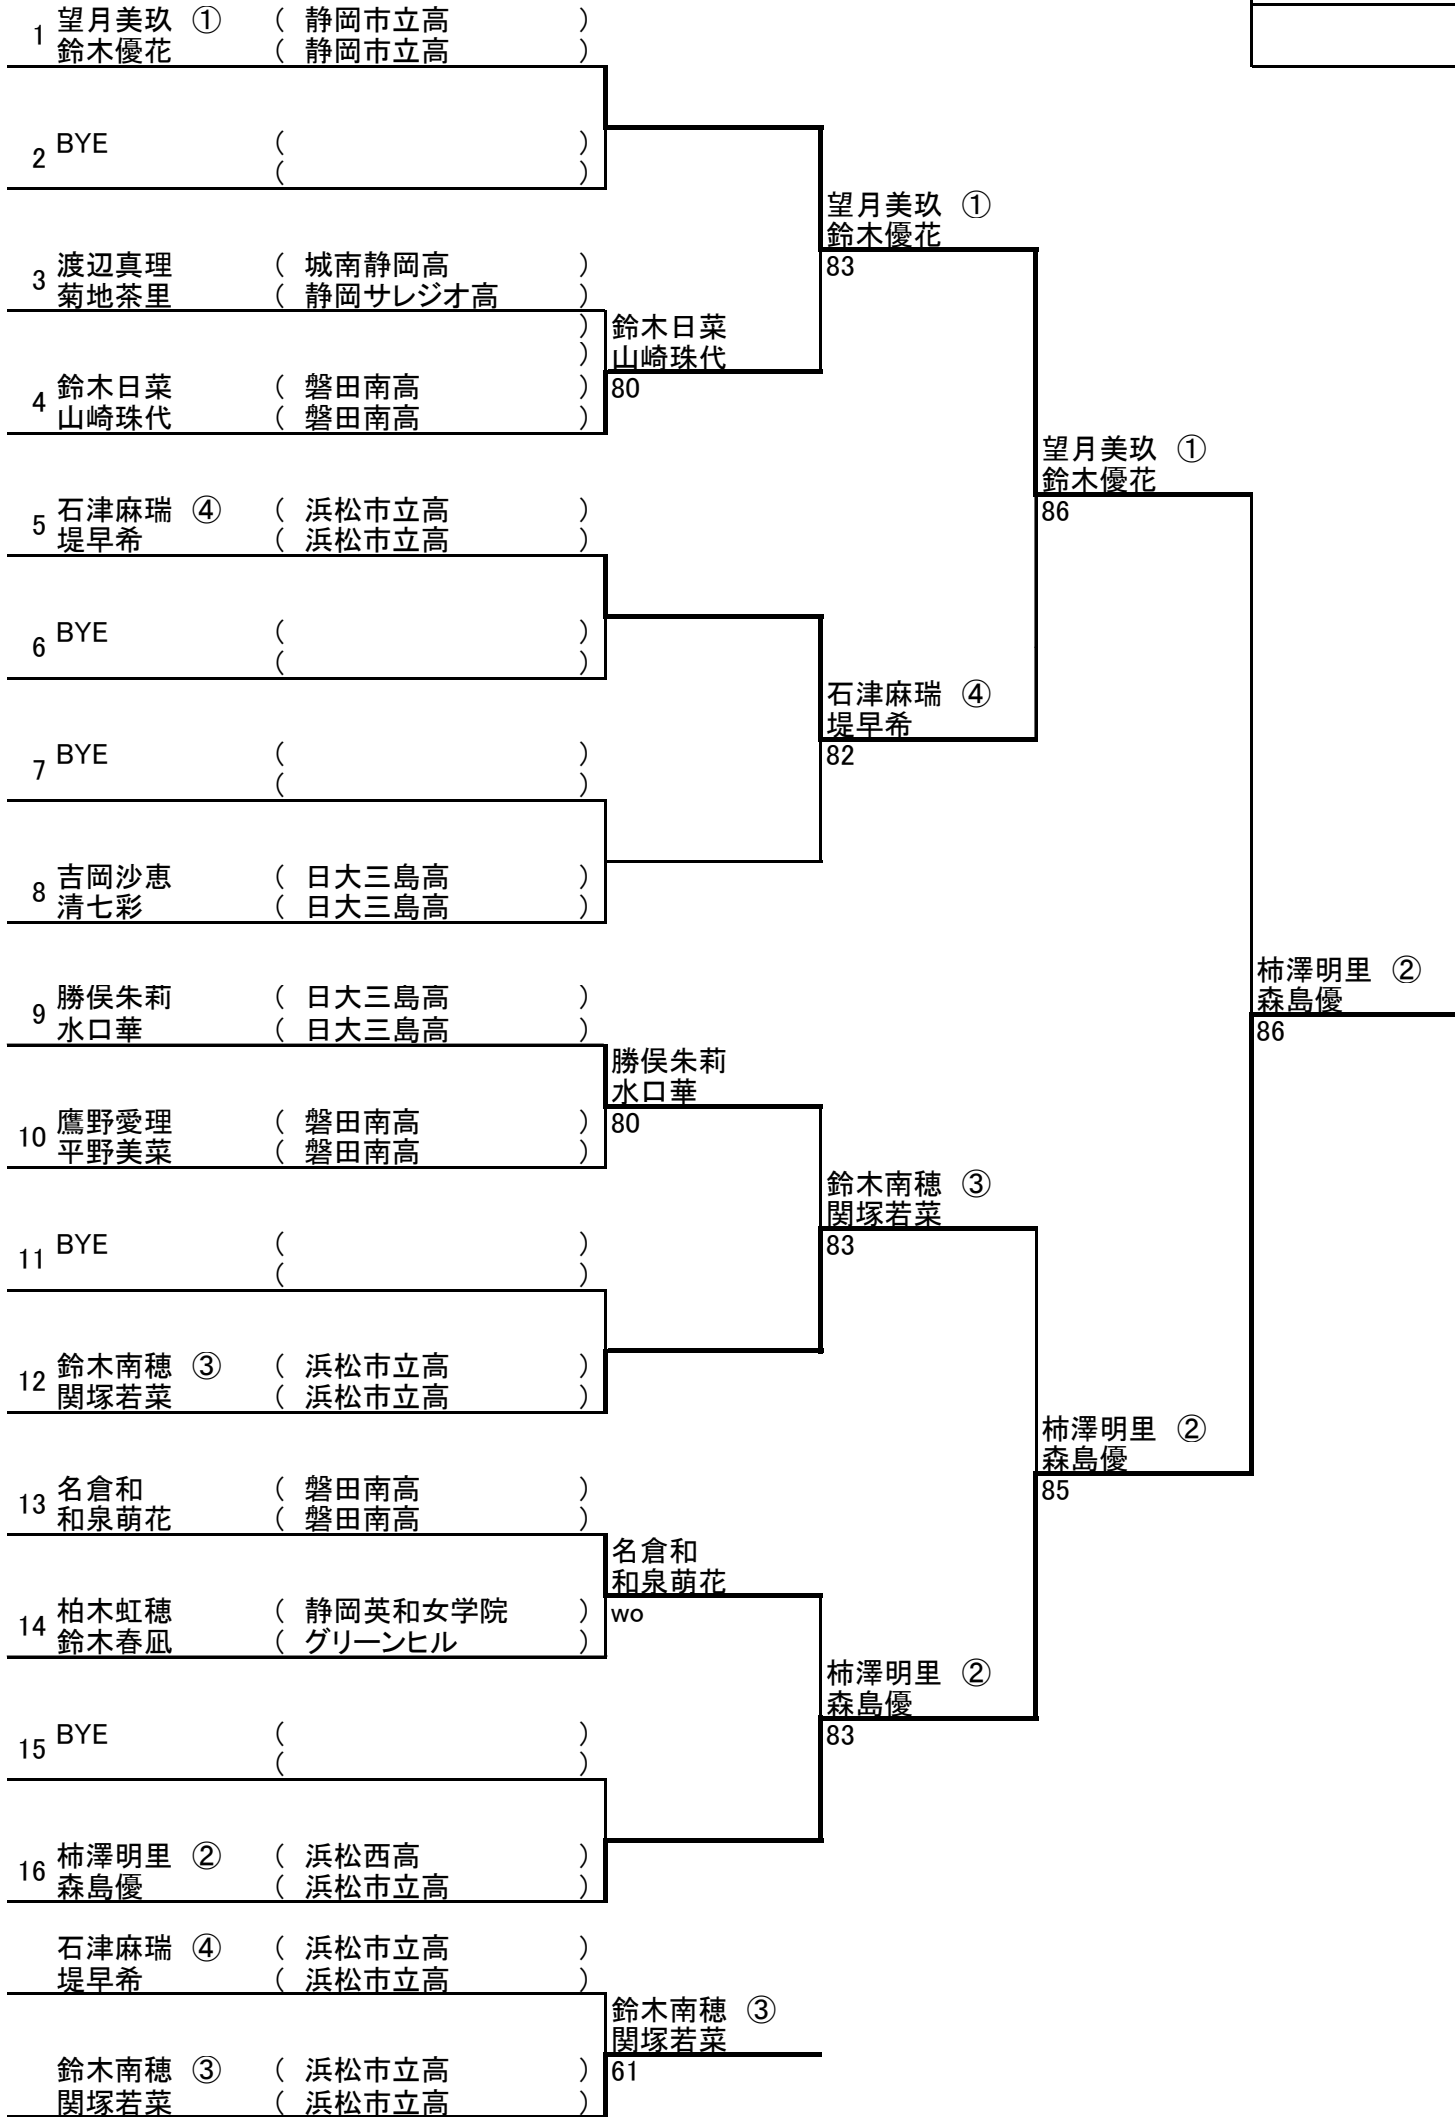 1 望月美玖 ① ( 静岡市立高 )
鈴木優花 ( 静岡市立高 )
2 BYE ( )
( )
望月美玖 ①
鈴木優花
83
3 渡辺真理 ( 城南静岡高 )
菊地茶里 ( 静岡サレジオ高 )
)
)
鈴木日菜
山崎珠代
80
4 鈴木日菜 ( 磐田南高 )
山崎珠代 ( 磐田南高 )
望月美玖 ①
鈴木優花
86
5 石津麻瑞 ④ ( 浜松市立高 )
堤早希 ( 浜松市立高 )
6 BYE ( )
( )
石津麻瑞 ④
堤早希
82
7 BYE ( )
( )
8 吉岡沙恵 ( 日大三島高 )
清七彩 ( 日大三島高 )
柿澤明里 ②
森島優
86
9 勝俣朱莉 ( 日大三島高 )
水口華 ( 日大三島高 )
勝俣朱莉
水口華
80
10 鷹野愛理 ( 磐田南高 )
平野美菜 ( 磐田南高 )
鈴木南穂 ③
関塚若菜
83
11 BYE ( )
( )
12 鈴木南穂 ③ ( 浜松市立高 )
関塚若菜 ( 浜松市立高 )
柿澤明里 ②
森島優
85
13 名倉和 ( 磐田南高 )
和泉萌花 ( 磐田南高 )
名倉和
和泉萌花
wo
14 柏木虹穂 ( 静岡英和女学院 )
鈴木春凪 ( グリーンヒル )
柿澤明里 ②
森島優
83
15 BYE ( )
( )
16 柿澤明里 ② ( 浜松西高 )
森島優 ( 浜松市立高 )
石津麻瑞 ④ ( 浜松市立高 )
堤早希 ( 浜松市立高 )
鈴木南穂 ③
関塚若菜
61
鈴木南穂 ③ ( 浜松市立高 )
関塚若菜 ( 浜松市立高 )